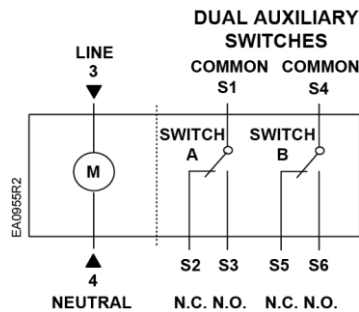 DUAL AUXILIARY
SWITCHES
LINE
3
COMMON COMMON
S1 S4
SWITCH SWITCH
A B
M
EA0955R2
4
S2 S3 S5 S6
NEUTRAL
N.C. N.O. N.C. N.O.